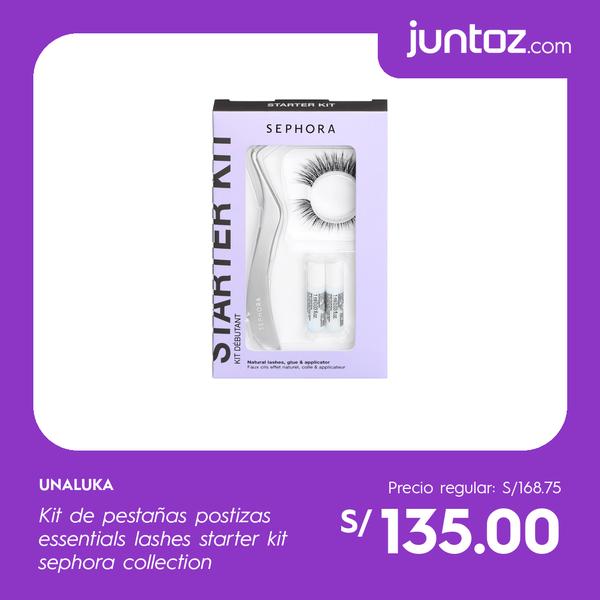 juntoz.com
STARTER KIT
SEPHORA
STARTER KIT
KIT DÉBUTANT
SEPHORA
Natural lashes, glue & applicator
Faux cils effet naturel, colle & applicateur
UNALUKA
Kit de pestañas postizas
essentials lashes starter kit
sephora collection
Precio regular: S/168.75
S/ 135.00